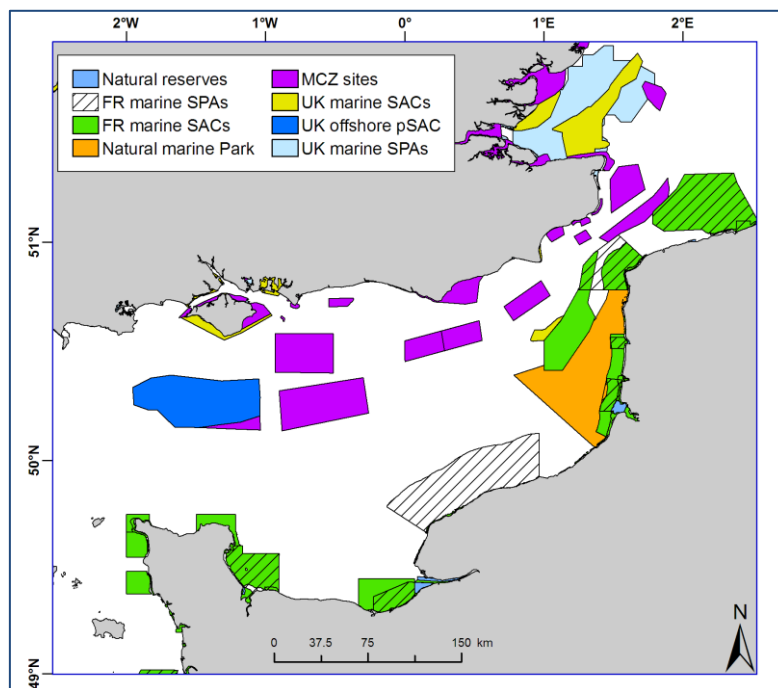 2°W 1°W 0° 1°E 2°E
Natural reserves MCZ sites
FR marine SPAs UK marine SACs
FR marine SACs UK offshore pSAC
Natural marine Park UK marine SPAs
51°N
50°N
49°N
0 37.5 75 150 km
N